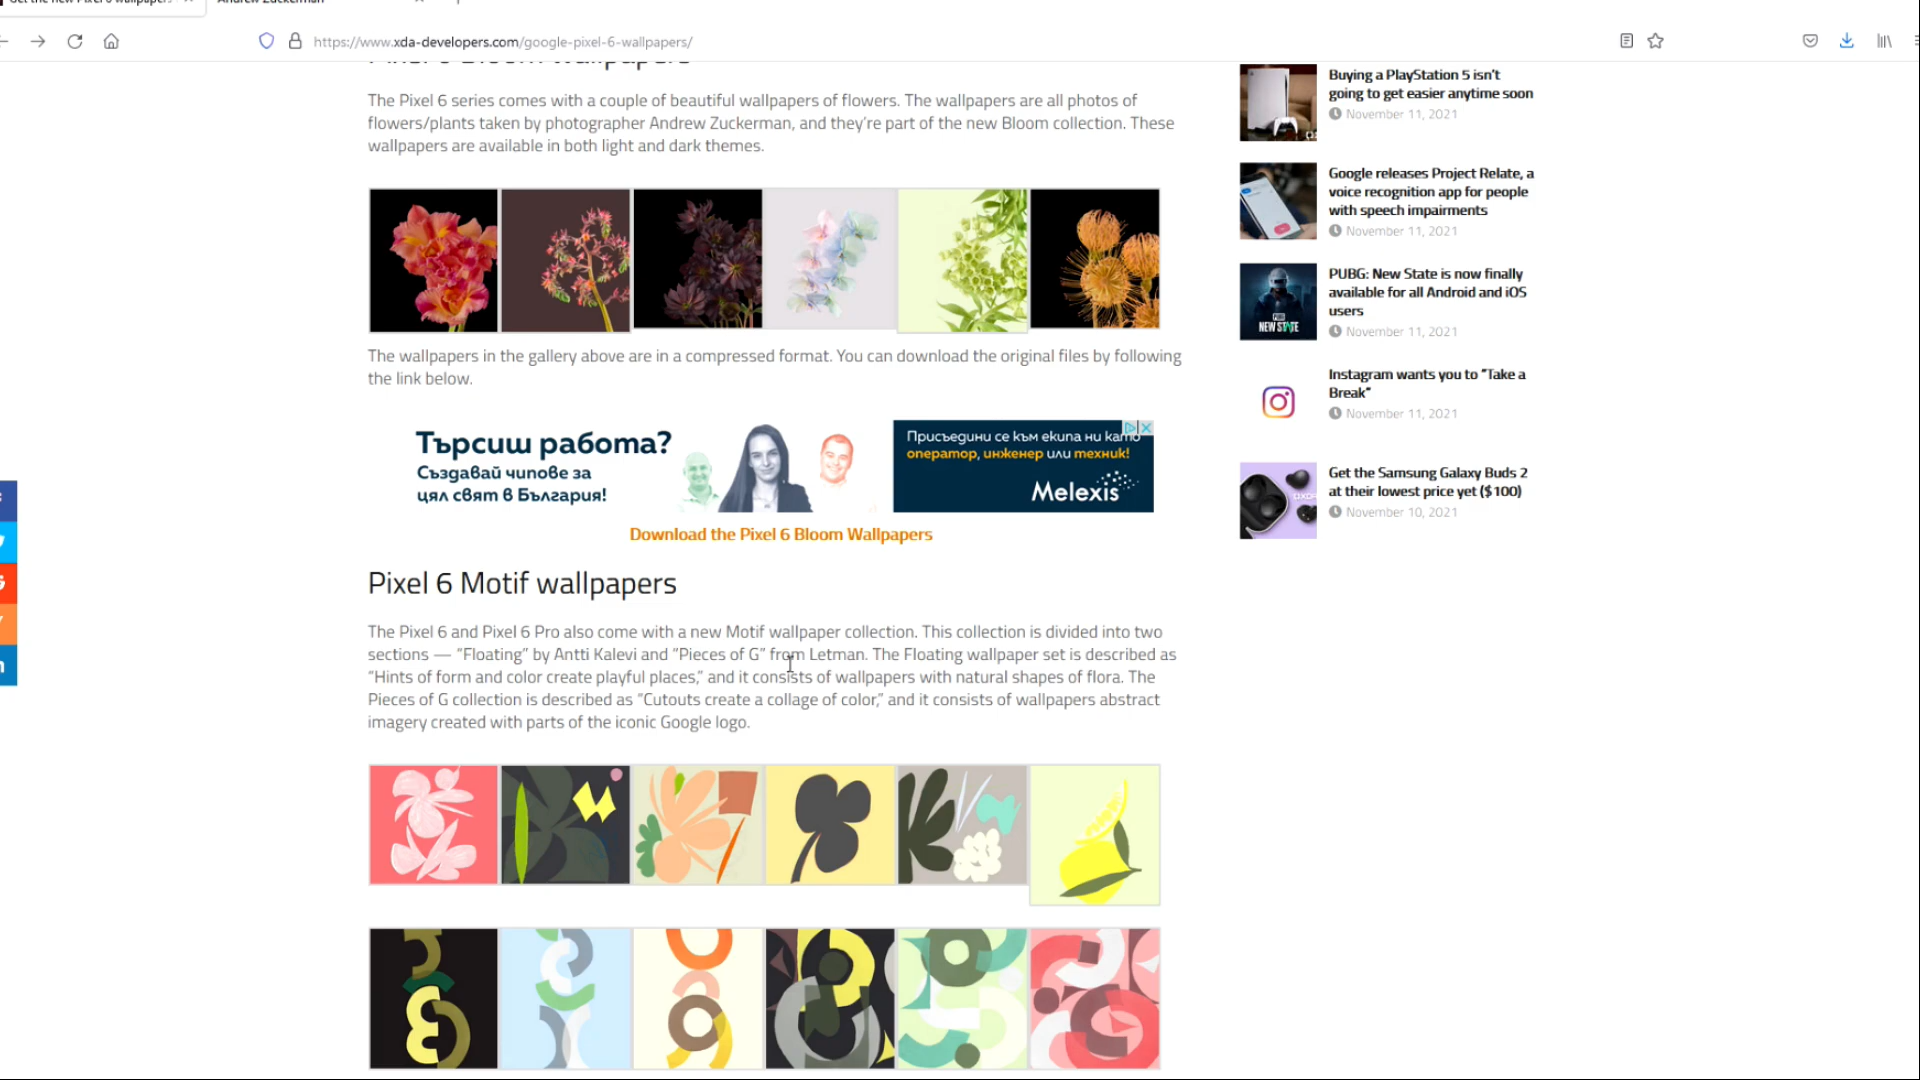 Andrew Zuckerman
https://www.xda-developers.com/google-pixel-6-wallpapers/
Pixel 6 Bloom wallpapers
The Pixel 6 series comes with a couple of beautiful wallpapers of flowers. The wallpapers are all photos of
flowers/plants taken by photographer Andrew Zuckerman, and they're part of the new Bloom collection. These
wallpapers are available in both light and dark themes.
The wallpapers in the gallery above are in a compressed format. You can download the original files by following
the link below.
Търсиш работа?
Създавай чипове за
цял свят в България!
Присъедини се към екипа ни като
оператор, инженер или техник!
Melexis
Download the Pixel 6 Bloom Wallpapers
Pixel 6 Motif wallpapers
The Pixel 6 and Pixel 6 Pro also come with a new Motif wallpaper collection. This collection is divided into two
sections — "Floating" by Antti Kalevi and "Pieces of G" from Letman. The Floating wallpaper set is described as
"Hints of form and color create playful places," and it consists of wallpapers with natural shapes of flora. The
Pieces of G collection is described as "Cutouts create a collage of color," and it consists of wallpapers abstract
imagery created with parts of the iconic Google logo.
Buying a PlayStation 5 isn't
going to get easier anytime soon
November 11, 2021
Google releases Project Relate, a
voice recognition app for people
with speech impairments
November 11, 2021
PUBG: New State is now finally
available for all Android and iOS
users
November 11, 2021
NEW STATE
Instagram wants you to "Take a
Break"
November 11, 2021
Get the Samsung Galaxy Buds 2
at their lowest price yet ($100)
November 10, 2021